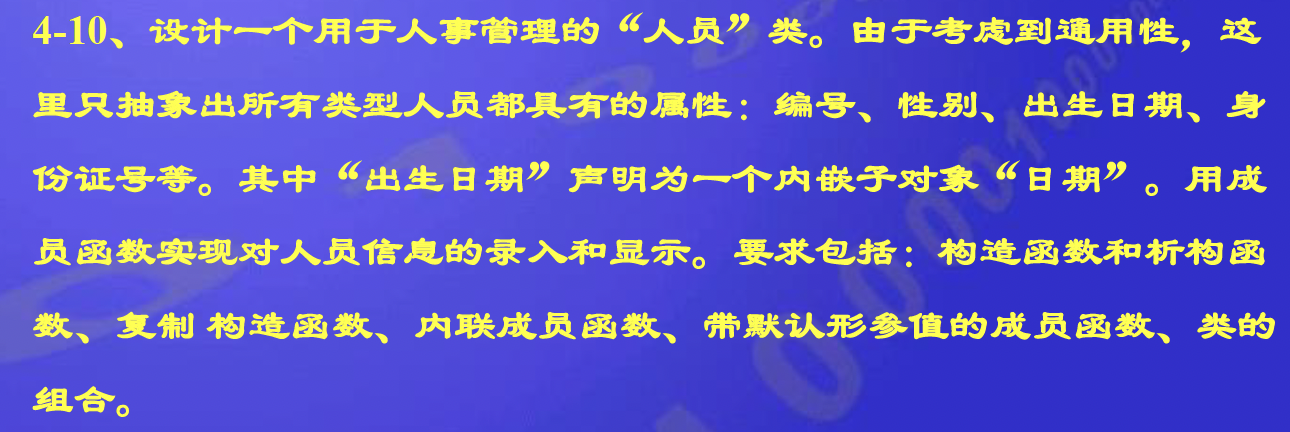 4-10、设计一个用于人事管理的“人员”类。由于考虑到通用性，这
里只抽象出所有类型人员都具有的属性：编号、性别、出生日期、身
份证号等。其中“出生日期”声明为一个内嵌子对象“日期”。用成
员函数实现对人员信息的录入和显示。要求包括：构造函数和析构函
数、复制 构造函数、内联成员函数、带默认形参值的成员函数、类的
组合。